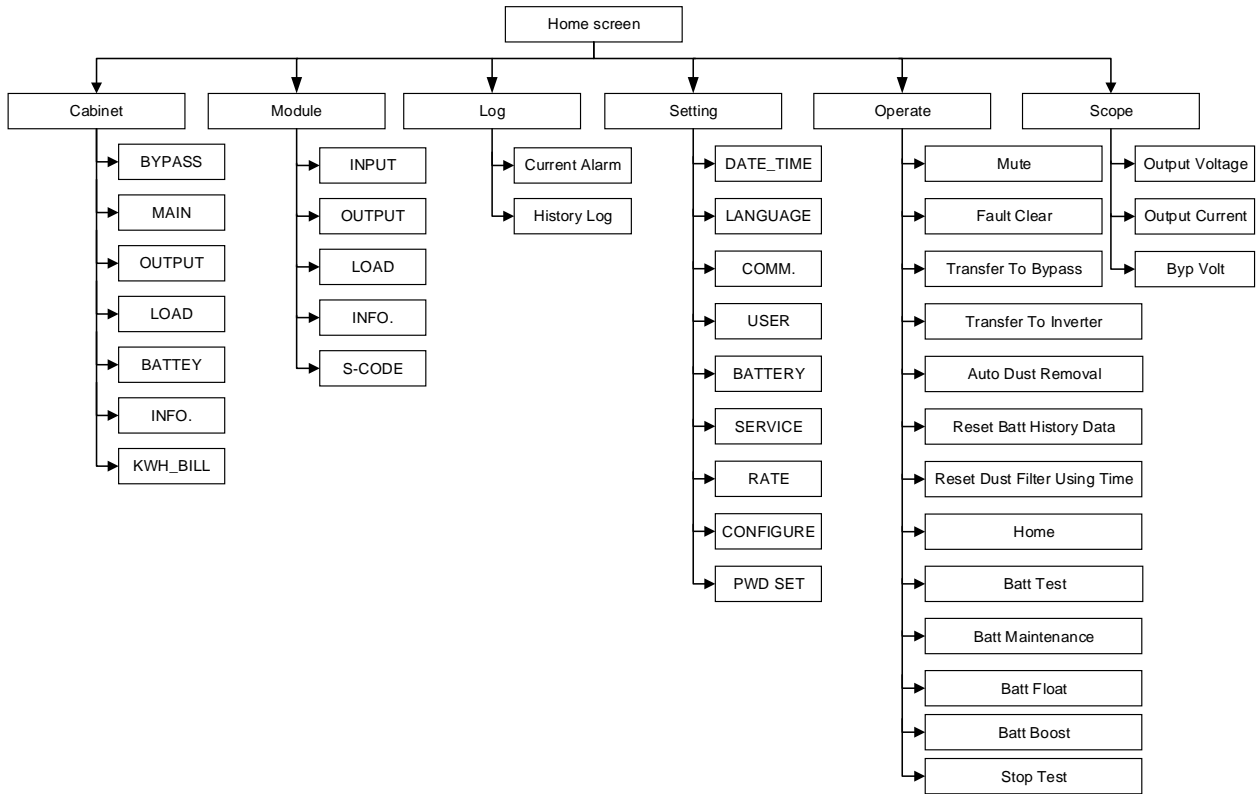 Home screen
Cabinet
Module
Log
Setting
Operate
Scope
BYPASS
MAIN
OUTPUT
LOAD
BATTEY
INFO.
KWH_BILL
INPUT
OUTPUT
LOAD
INFO.
S-CODE
Current Alarm
History Log
DATE_TIME
LANGUAGE
COMM.
USER
BATTERY
SERVICE
RATE
CONFIGURE
PWD SET
Mute
Fault Clear
Transfer To Bypass
Transfer To Inverter
Auto Dust Removal
Reset Batt History Data
Reset Dust Filter Using Time
Home
Batt Test
Batt Maintenance
Batt Float
Batt Boost
Stop Test
Output Voltage
Output Current
Byp Volt